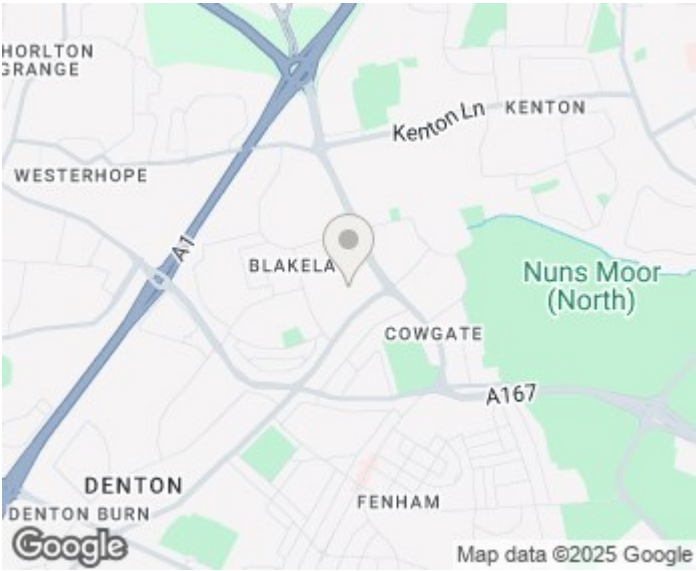 HORLTON
GRANGE
Kenton Ln
KENTON
WESTERHOPE
A1
BLAKELA
Nuns Moor
(North)
COWGATE
A167
DENTON
FENHAM
DENTON BURN
Google
Map data ©2025 Google